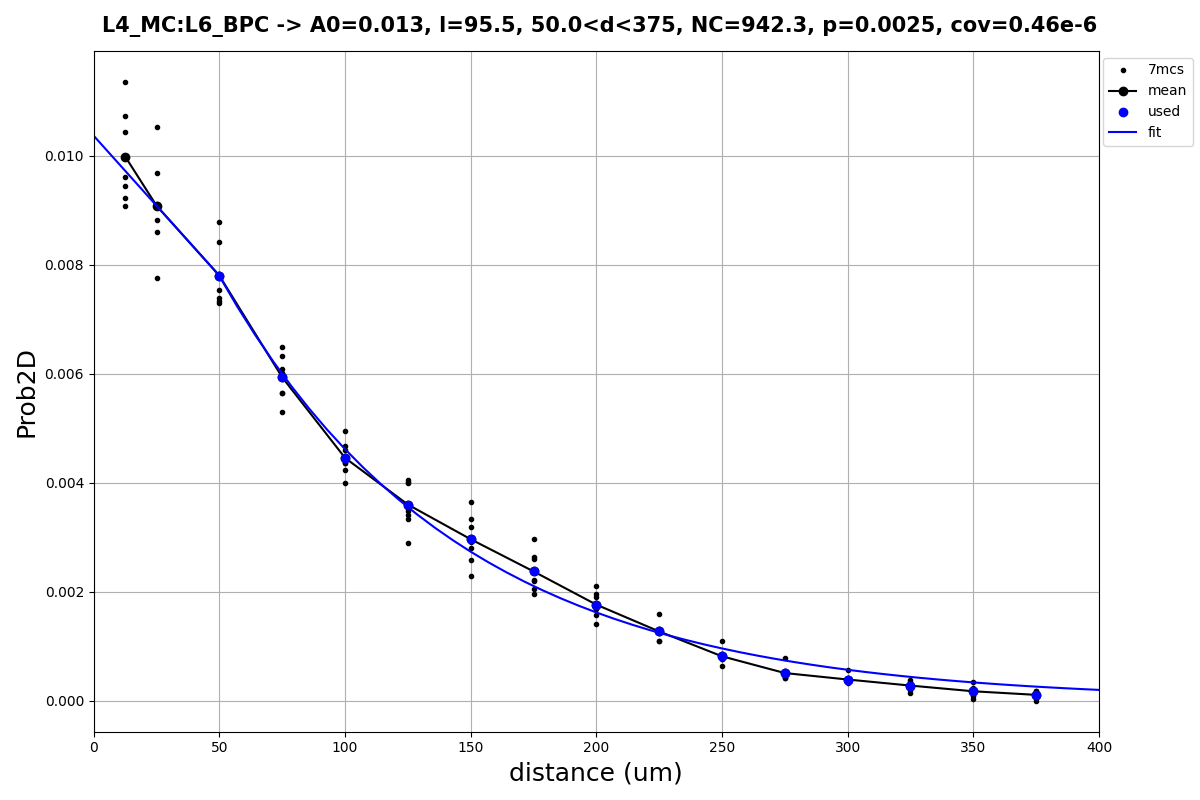 L4_MC:L6_BPC -> A0=0.013, l=95.5, 50.0<d<375, NC=942.3, p=0.0025, cov=0.46e-6
7mcs
mean
used
fit
0.010
0.008
0.006
0.004
0.002
0.000
Prob2D
0 50 100 150 200 250 300 350 400
distance (um)